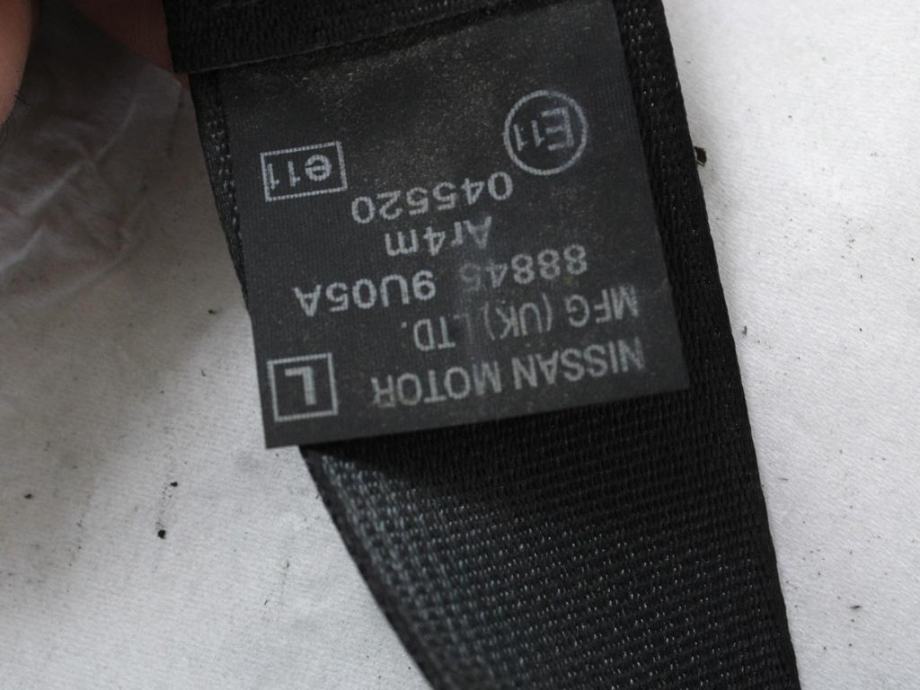 NISSAN MOTOR L
MFG (UK) LTD.
88845 9U05A
Ar4m
045520
E11 e11